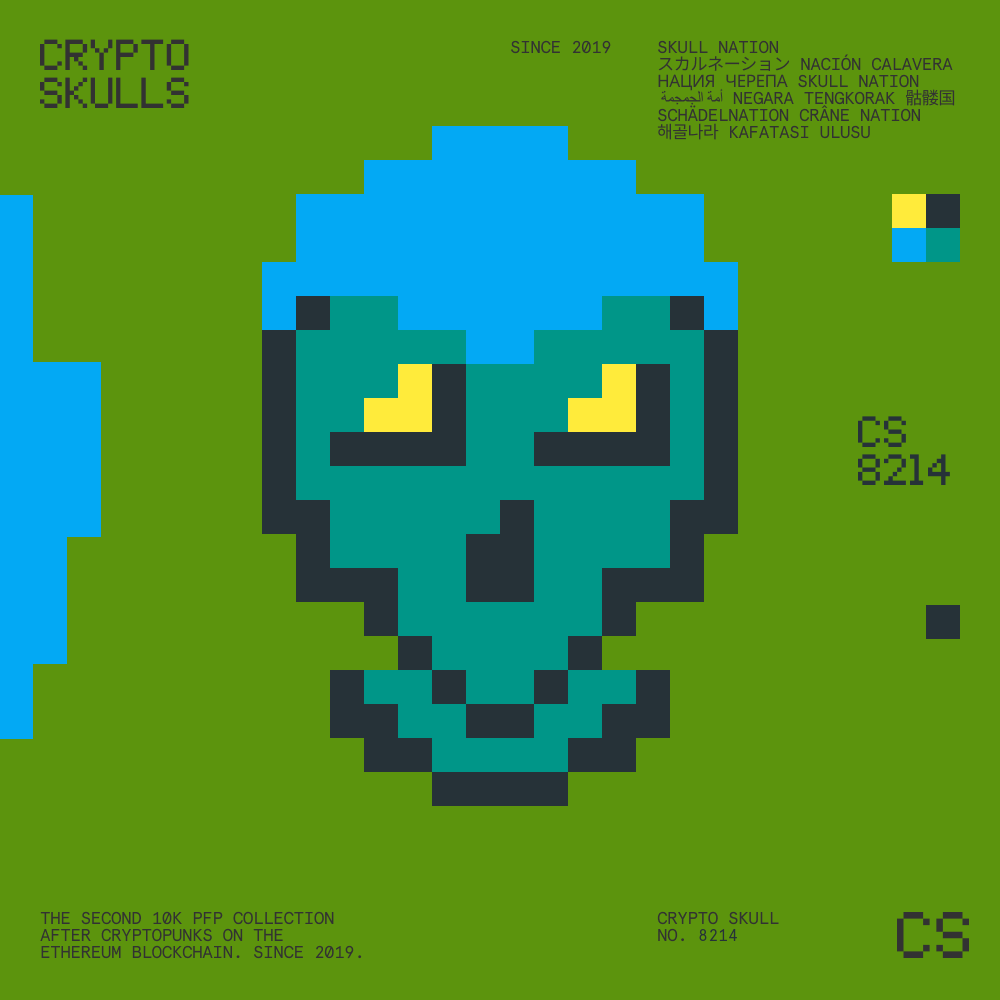 CRYPTO
SKULLS
SINCE 2019
SKULL NATION
スカルネーション NACIÓN CALAVERA
НАЦИЯ ЧЕРЕПА SKULL NATION
أمة الجمجمة NEGARA TENGKORAK 骷髅国
SCHÄDELNATION CRÂNE NATION
해골나라 KAFATASI ULUSU
CS
8214
THE SECOND 10K PFP COLLECTION
AFTER CRYPTOPUNKS ON THE
ETHEREUM BLOCKCHAIN. SINCE 2019.
CRYPTO SKULL
NO. 8214
CS